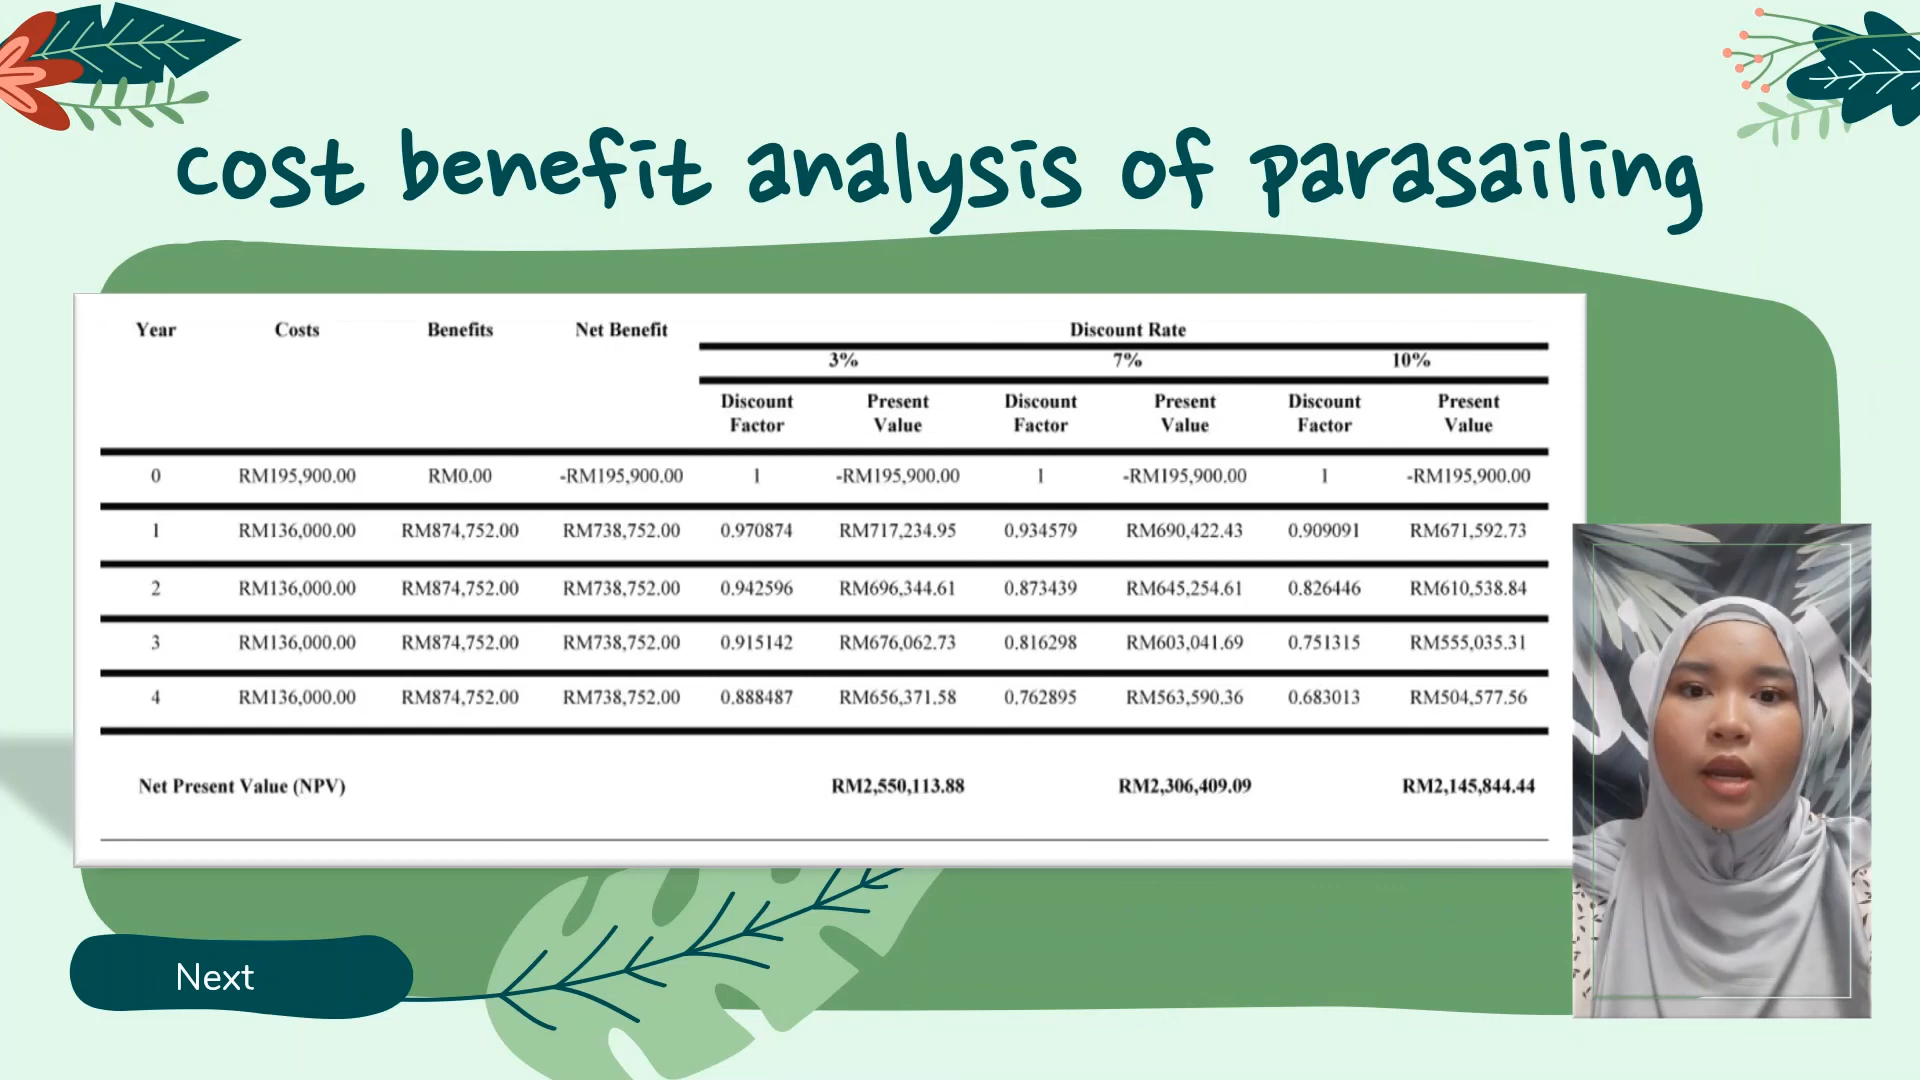 cost benefit analysis of parasailing
Year Costs Benefits Net Benefit Discount Rate
3% 7% 10%
Discount Factor Present Value Discount Factor Present Value Discount Factor Present Value
0 RM195,900.00 RM0.00 -RM195,900.00 1 -RM195,900.00 1 -RM195,900.00 1 -RM195,900.00
1 RM136,000.00 RM874,752.00 RM738,752.00 0.970874 RM717,234.95 0.934579 RM690,422.43 0.909091 RM671,592.73
2 RM136,000.00 RM874,752.00 RM738,752.00 0.942596 RM696,344.61 0.873439 RM645,254.61 0.826446 RM610,538.84
3 RM136,000.00 RM874,752.00 RM738,752.00 0.915142 RM676,062.73 0.816298 RM603,041.69 0.751315 RM555,035.31
4 RM136,000.00 RM874,752.00 RM738,752.00 0.888487 RM656,371.58 0.762895 RM563,590.36 0.683013 RM504,577.56
Net Present Value (NPV) RM2,550,113.88 RM2,306,409.09 RM2,145,844.44
Next